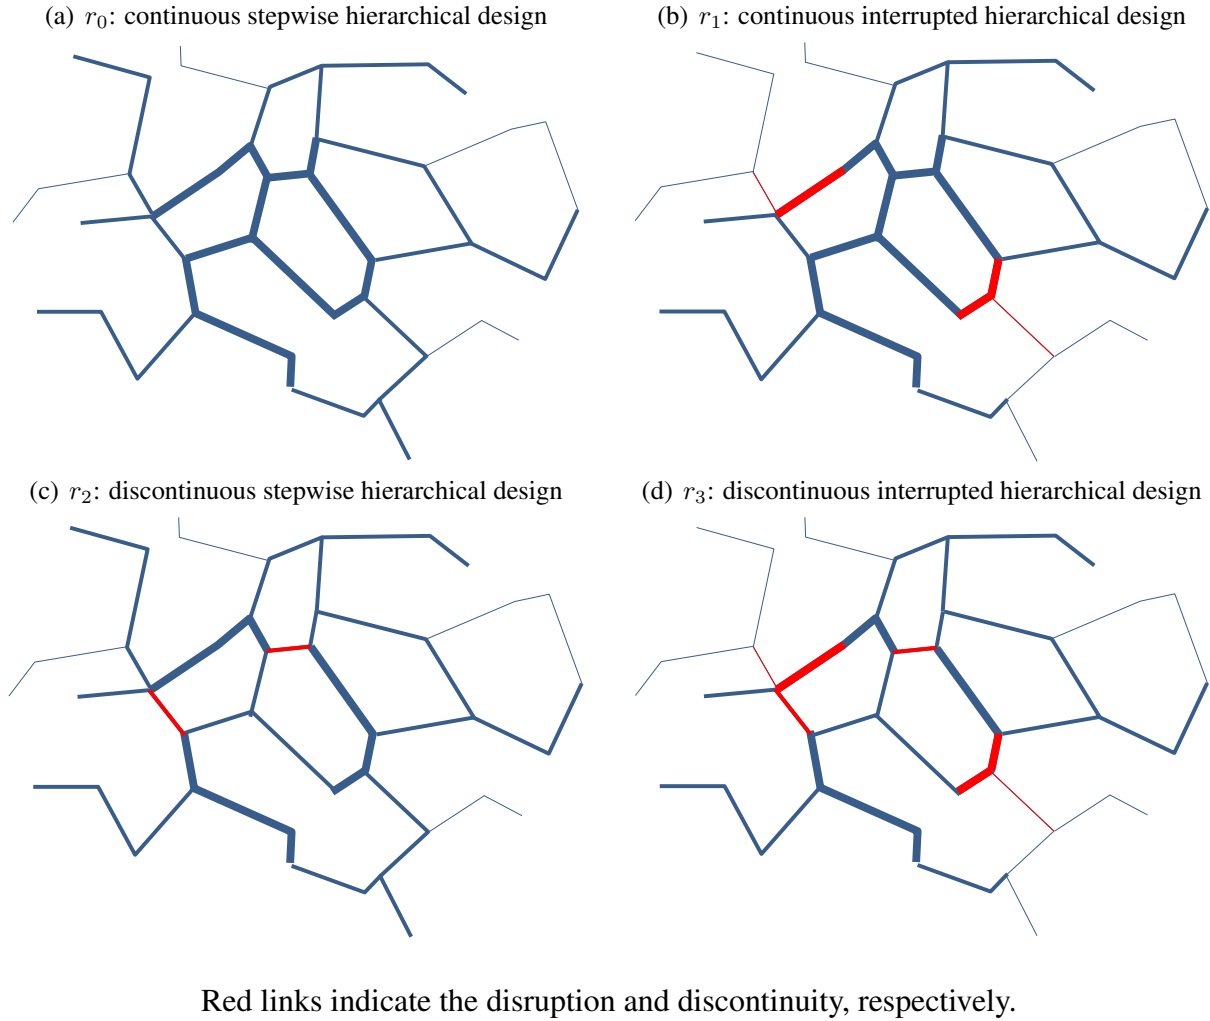 (a) r₀: continuous stepwise hierarchical design
(b) r₁: continuous interrupted hierarchical design
(c) r₂: discontinuous stepwise hierarchical design
(d) r₃: discontinuous interrupted hierarchical design
Red links indicate the disruption and discontinuity, respectively.